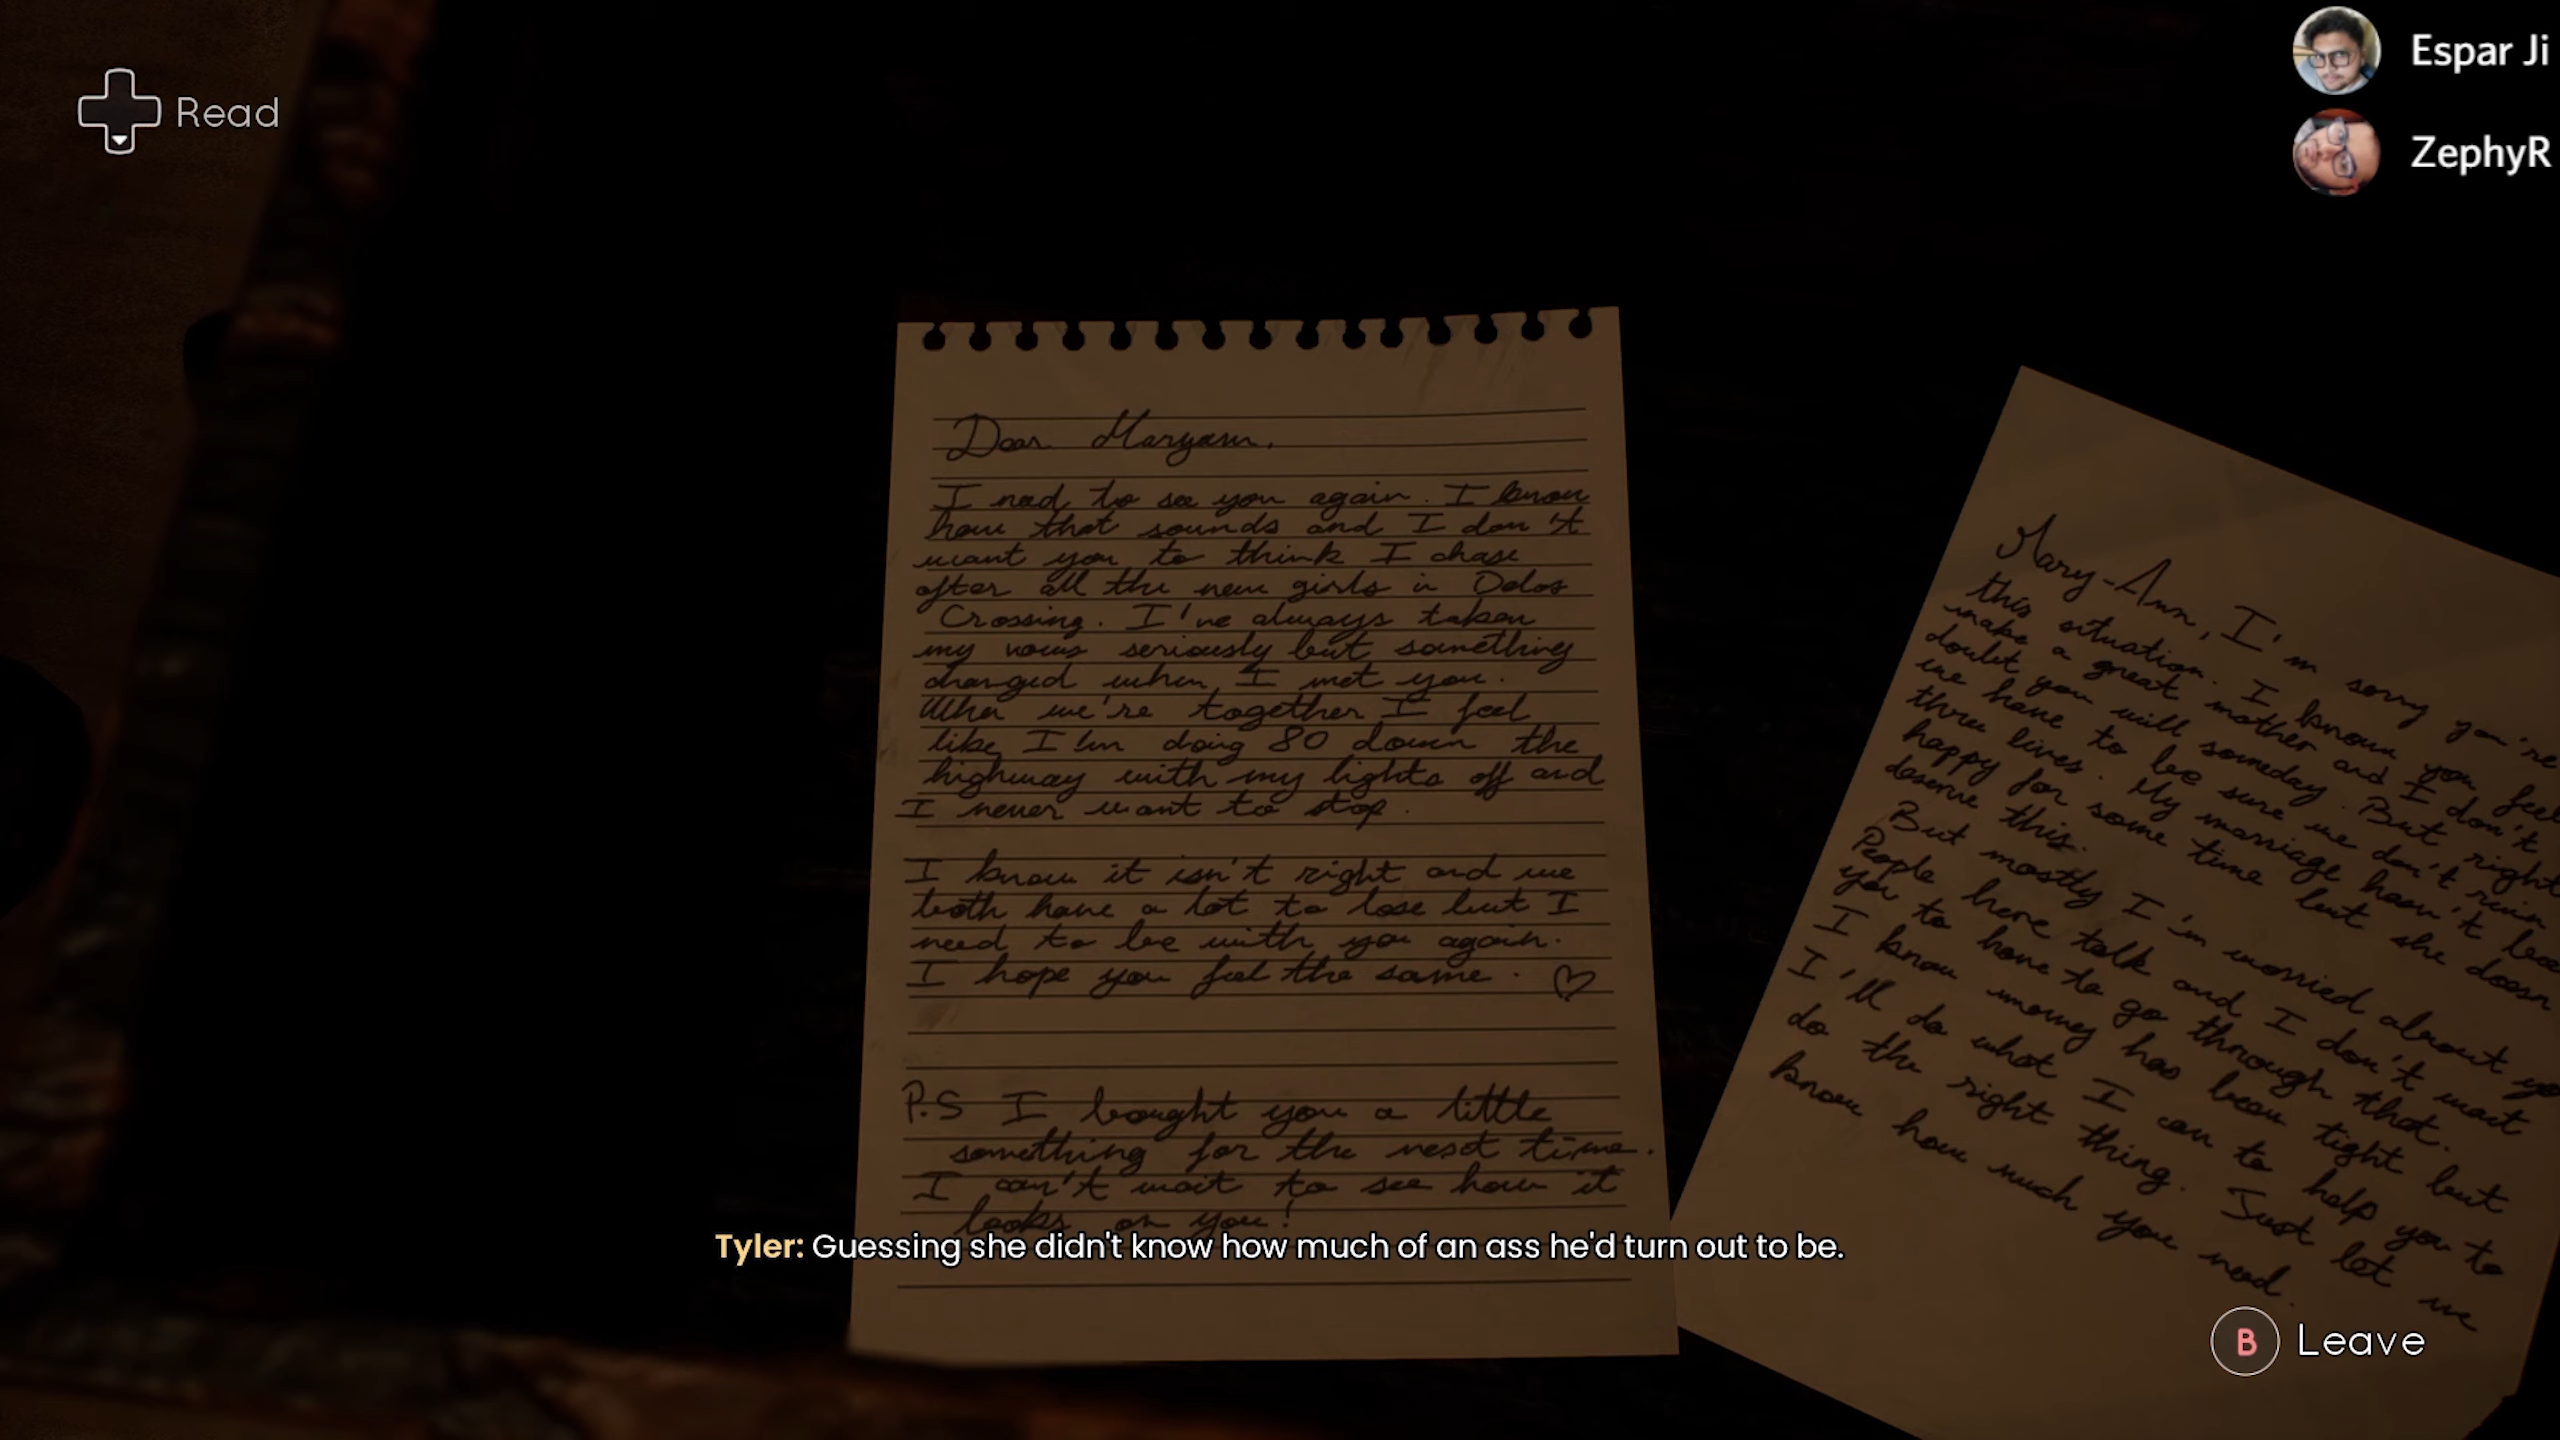 Read
Espar Ji
ZephyR
Dear Maryann,
I need to see you again. I know
how that sounds and I don't
want you to think I chase
after all the new girls in Delos
Crossing. I've always taken
my vows seriously but something
changed when I met you.
When we're together I feel
like I'm doing 80 down the
highway with my lights off and
I never want to stop.
I know it isn't right and we
both have a lot to lose but I
need to be with you again.
I hope you feel the same. ♡
P.S I bought you a little
something for the next time.
I can't wait to see how it
looks on you!
Mary-Ann, I'm sorry you're
this situation. I know you feel
make a great mother and I don't
doubt you will someday. But right
we have to be sure we don't ruin
three lives. My marriage hasn't
happy for some time but she doesn
deserve this.
But mostly I'm worried about
People here talk and I don't want
you to have to go through that.
I know money has been tight but
I'll do what I can to help you to
do the right thing. Just let me
know how much you need.
Tyler: Guessing she didn't know how much of an ass he'd turn out to be.
B Leave